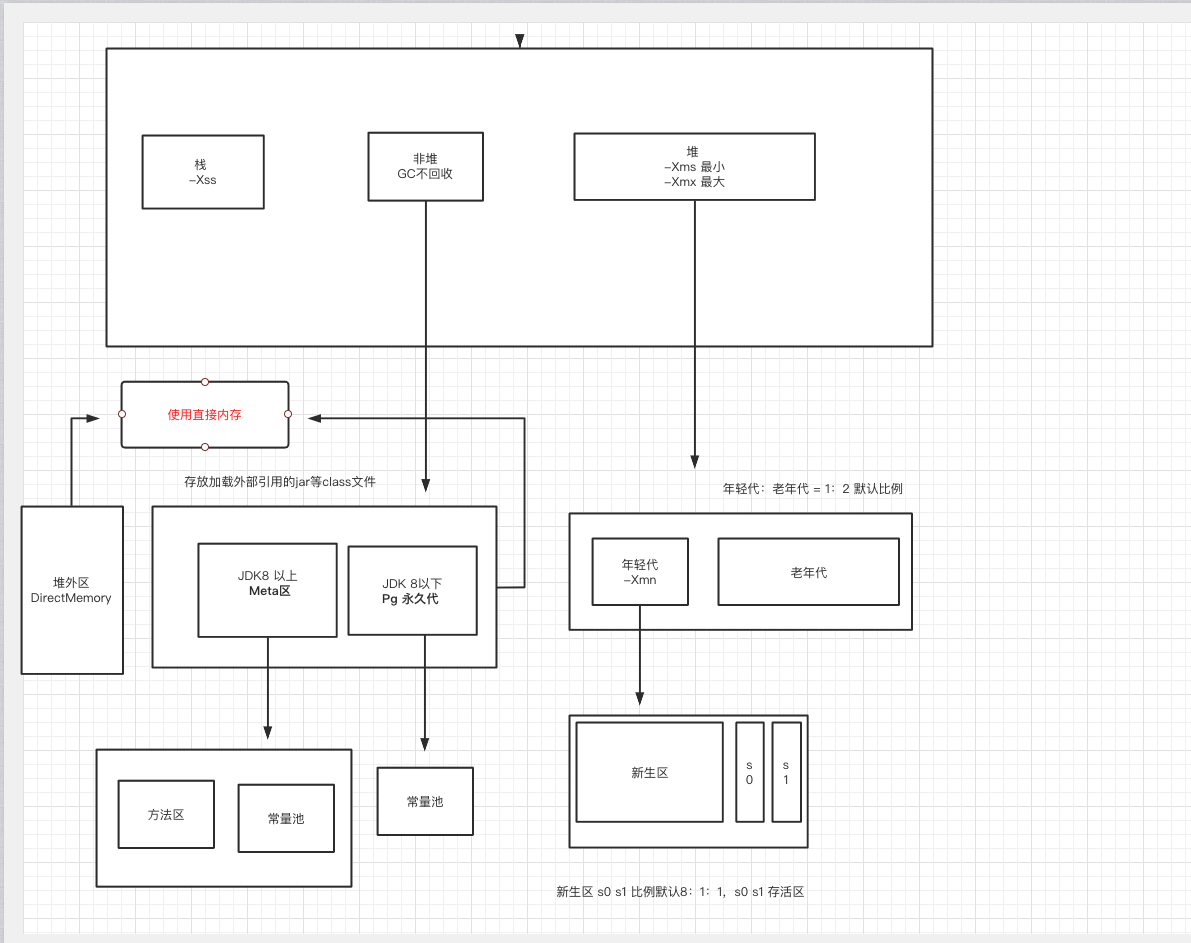 栈
-Xss
非堆
GC不回收
堆
-Xms 最小
-Xmx 最大
使用直接内存
存放加载外部引用的jar等class文件
年轻代：老年代 = 1：2 默认比例
堆外区
DirectMemory
JDK8 以上
Meta区
JDK 8以下
Pg 永久代
年轻代
-Xmn
老年代
新生区
s
0
s
1
方法区
常量池
常量池
新生区 s0 s1 比例默认8：1：1，s0 s1 存活区